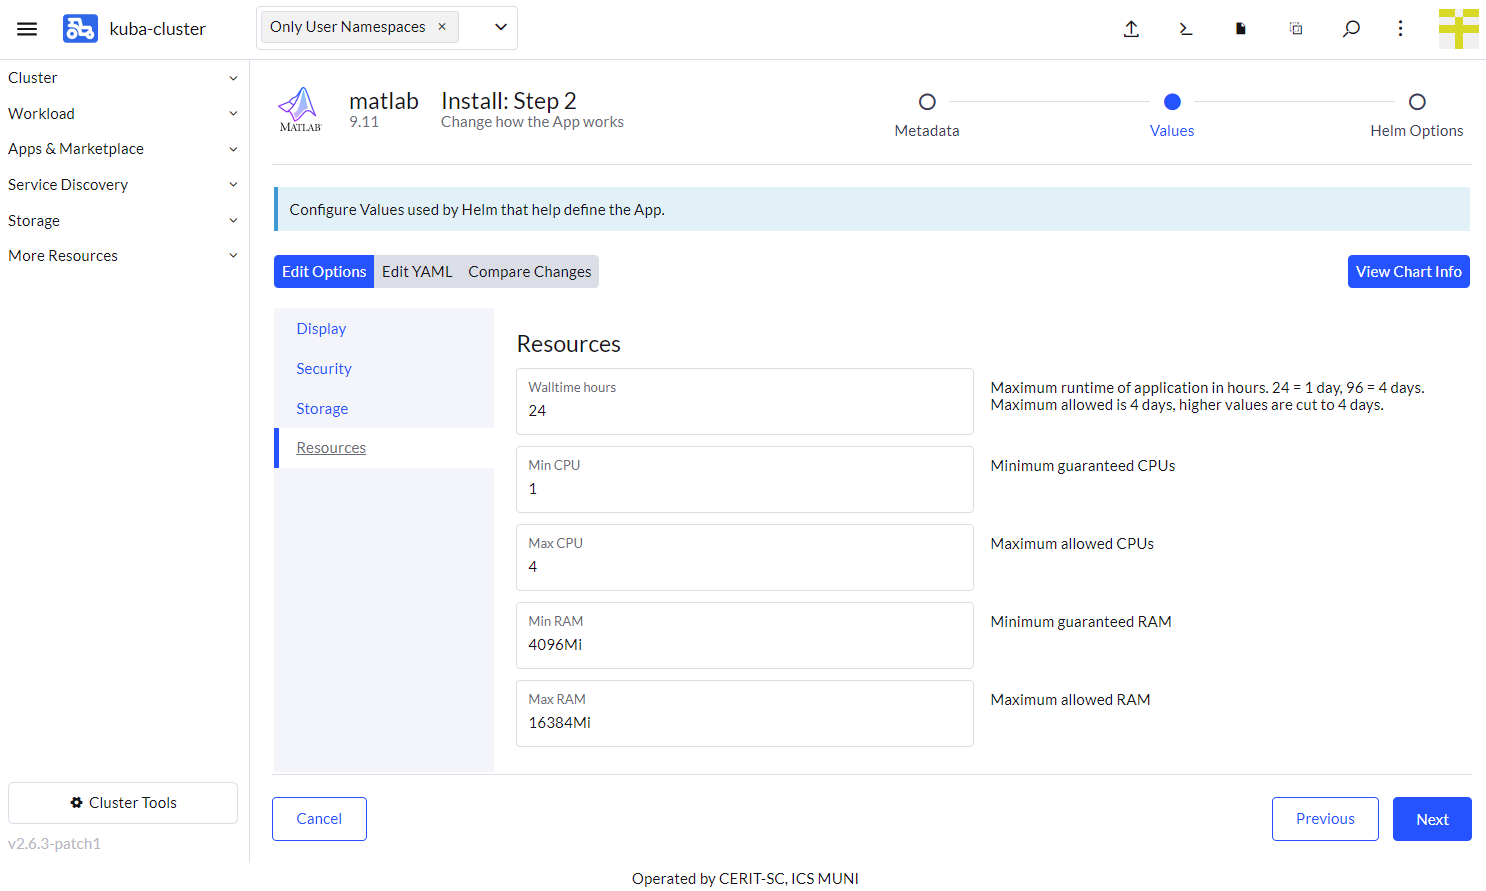 kuba-cluster
Only User Namespaces ×
Cluster
Workload
Apps & Marketplace
Service Discovery
Storage
More Resources
Cluster Tools
v2.6.3-patch1
MATLAB
matlab
9.11
Install: Step 2
Change how the App works
Metadata
Values
Helm Options
Configure Values used by Helm that help define the App.
Edit Options
Edit YAML
Compare Changes
View Chart Info
Display
Security
Storage
Resources
Resources
Walltime hours
24
Maximum runtime of application in hours. 24 = 1 day, 96 = 4 days.
Maximum allowed is 4 days, higher values are cut to 4 days.
Min CPU
1
Minimum guaranteed CPUs
Max CPU
4
Maximum allowed CPUs
Min RAM
4096Mi
Minimum guaranteed RAM
Max RAM
16384Mi
Maximum allowed RAM
Cancel
Previous
Next
Operated by CERIT-SC, ICS MUNI